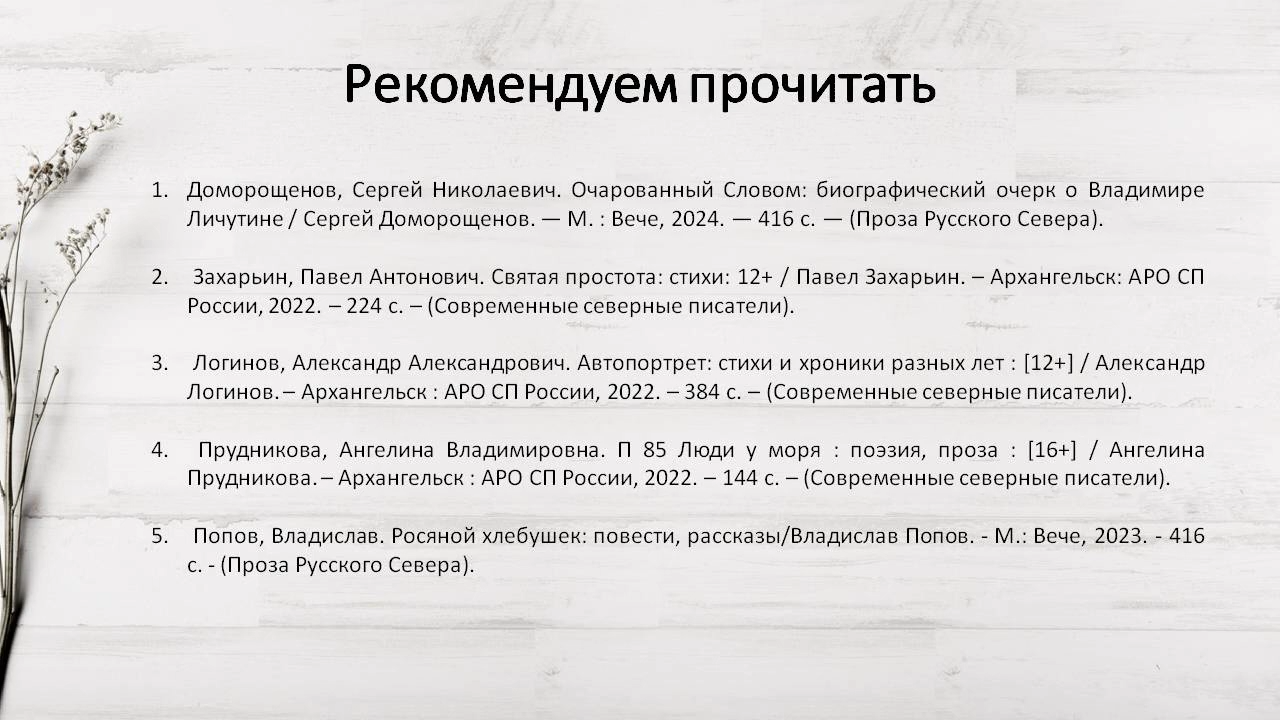 Рекомендуем прочитать
1. Доморощенов, Сергей Николаевич. Очарованный Словом: биографический очерк о Владимире
Личутине / Сергей Доморощенов. — М. : Вече, 2024. — 416 с. — (Проза Русского Севера).
2. Захарьин, Павел Антонович. Святая простота: стихи: 12+ / Павел Захарьин. – Архангельск: АРО СП
России, 2022. – 224 с. – (Современные северные писатели).
3. Логинов, Александр Александрович. Автопортрет: стихи и хроники разных лет : [12+] / Александр
Логинов. – Архангельск : АРО СП России, 2022. – 384 с. – (Современные северные писатели).
4. Прудникова, Ангелина Владимировна. П 85 Люди у моря : поэзия, проза : [16+] / Ангелина
Прудникова. – Архангельск : АРО СП России, 2022. – 144 с. – (Современные северные писатели).
5. Попов, Владислав. Росяной хлебушек: повести, рассказы/Владислав Попов. - М.: Вече, 2023. - 416
с. - (Проза Русского Севера).